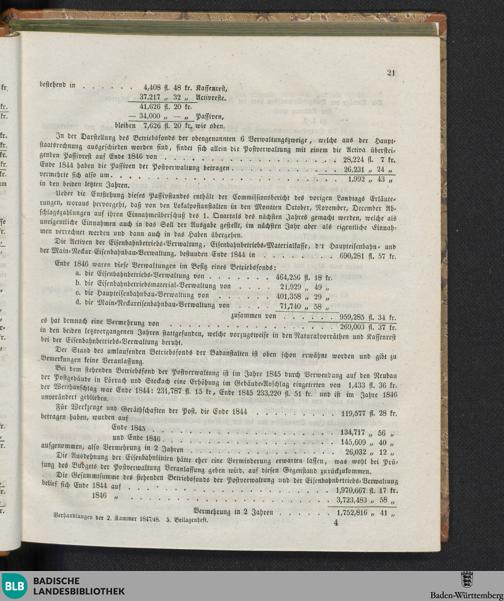 21
bestehend in . . . . . . 4,408 fl. 48 kr. Kassenrest,
37,217 „ 32 „ Activreste.
41,626 fl. 20 kr.
— 34,000 „ — „ Passiven,
bleiben 7,626 fl. 20 kr. wie oben.
In der Darstellung des Betriebsfonds der obengenannten 6 Verwaltungszweige, welche aus der Haupt-
staatsrechnung ausgeschieden worden sind, findet sich allein die Postverwaltung mit einem die Activa überstei-
genden Passivrest auf Ende 1846 von . . . . . . 28,224 fl. 7 kr.
Ende 1844 haben die Passiven der Postverwaltung betragen . . . . . . 26,231 „ 24 „
vermehrte sich also um . . . . . . 1,992 „ 43 „
in den beiden letzten Jahren.
Ueber die Entstehung dieses Passivstandes enthält der Commissionsbericht des vorigen Landtags Erläute-
rungen, woraus hervorgeht, daß von den Lokalpostanstalten in den Monaten October, November, December Ab-
schlagszahlungen auf ihren Einnahmeüberschuß des 1. Quartals des nächsten Jahres gemacht werden, welche als
uneigentliche Einnahmen auch in das Soll der Ausgabe gestellt, im nächsten Jahr aber als eigentliche Einnah-
men verrechnet werden und dann auch in das Haben übergehen.
Die Activen der Eisenbahnbetriebs-Verwaltung, Eisenbahnbetriebs-Materialkasse, der Haupteisenbahn- und
der Main-Neckar-Eisenbahnbau-Verwaltung, bestunden Ende 1844 in . . . . . . 690,281 fl. 57 kr.
Ende 1846 waren diese Verwaltungen im Besitz eines Betriebsfonds:
a. die Eisenbahnbetriebs-Verwaltung von . . . . . . 464,256 fl. 18 kr.
b. die Eisenbahnbetriebsmaterial-Verwaltung von . . . 21,929 „ 49 „
c. die Haupteisenbahnbau-Verwaltung von . . . . . . 401,358 „ 29 „
d. die Main-Neckareisenbahnbau-Verwaltung von . . . 71,740 „ 58 „
zusammen von . . . . . . 959,285 fl. 34 kr.
es hat demnach eine Vermehrung von . . . . . . 269,003 fl. 37 kr.
in den beiden letztvergangenen Jahren stattgefunden, welche vorzugsweise in den Naturalvorräthen und Kassenrest
bei der Eisenbahnbetriebs-Verwaltung beruht.
Der Stand des umlaufenden Betriebsfonds der Badanstalten ist oben schon erwähnt worden und gibt zu
Bemerkungen keine Veranlassung.
Bei dem stehenden Betriebsfond der Postverwaltung ist im Jahre 1845 durch Verwendung auf den Neubau
der Postgebäude in Lörrach und Stockach eine Erhöhung im Gebäude-Anschlag eingetreten von 1,433 fl. 36 kr.
der Werthanschlag war Ende 1844: 231,787 fl. 15 kr., Ende 1845 233,220 fl. 51 kr. und ist im Jahre 1846
unverändert geblieben.
Für Werkzeuge und Geräthschaften der Post, die Ende 1844 . . . . . . 119,577 fl. 28 kr.
betragen haben, wurden auf
Ende 1845 . . . . . . 134,717 „ 56 „
und Ende 1846 . . . . . . 145,609 „ 40 „
aufgenommen, also Vermehrung in 2 Jahren . . . . . . 26,032 „ 12 „
Die Ausdehnung der Eisenbahnlinien hätte eher eine Verminderung erwarten lassen, was wohl bei Prü-
fung des Budgets der Postverwaltung Veranlassung geben wird, auf diesen Gegenstand zurückzukommen.
Die Gesammtsumme des stehenden Betriebsfonds der Postverwaltung und der Eisenbahnbetriebs-Verwaltung
belief sich Ende 1844 auf . . . . . . 1,970,667 fl. 17 kr.
1846 „ . . . . . . 3,723,483 „ 58 „
Vermehrung in 2 Jahren . . . . . . 1,752,816 „ 41 „
Verhandlungen der 2. Kammer 1847/48. 5. Beilagenheft.
4
BLB BADISCHE
LANDESBIBLIOTHEK
Baden-Württemberg